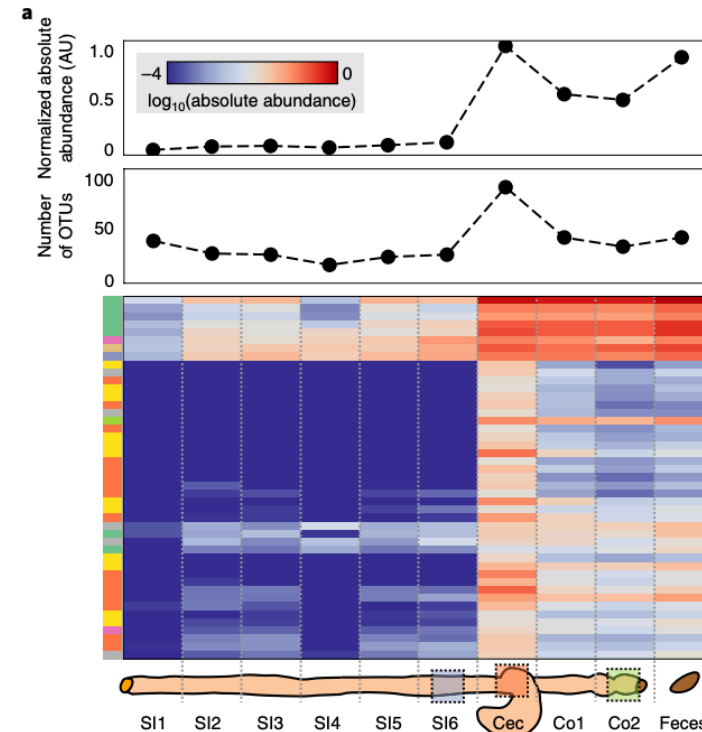 a
Normalized absolute
abundance (AU)
1.0
0.5
0
−4
0
log10(absolute abundance)
Number
of OTUs
100
50
0
SI1 SI2 SI3 SI4 SI5 SI6 Cec Co1 Co2 Feces